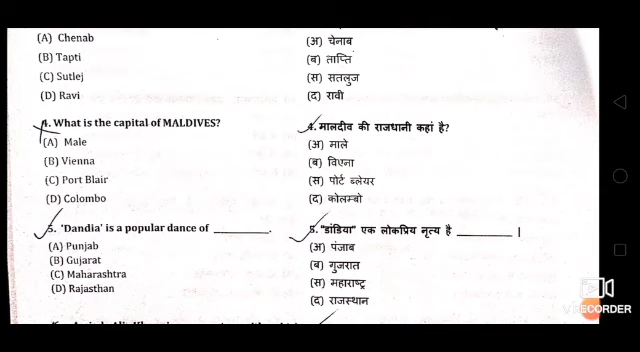 (A) Chenab
(B) Tapti
(C) Sutlej
(D) Ravi
4. What is the capital of MALDIVES?
(A) Male
(B) Vienna
(C) Port Blair
(D) Colombo
5. 'Dandia' is a popular dance of __________.
(A) Punjab
(B) Gujarat
(C) Maharashtra
(D) Rajasthan
(अ) चेनाब
(ब) ताप्ति
(स) सतलुज
(द) रावी
4. मालदीव की राजधानी कहां है?
(अ) माले
(ब) विएना
(स) पोर्ट ब्लेयर
(द) कोलम्बो
5. "डांडिया" एक लोकप्रिय नृत्य है __________ |
(अ) पंजाब
(ब) गुजरात
(स) महाराष्ट्र
(द) राजस्थान
RECORDER